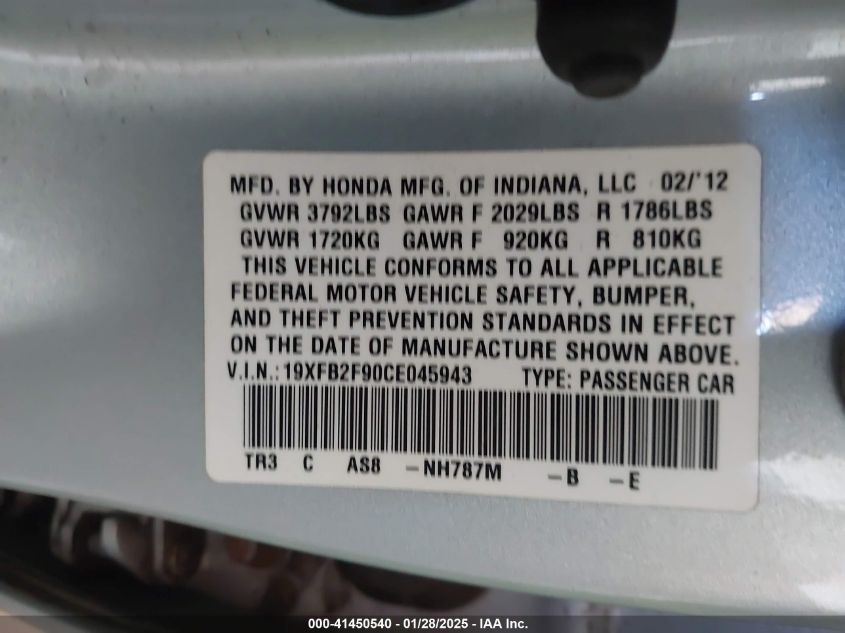 MFD. BY HONDA MFG. OF INDIANA, LLC 02/'12
GVWR 3792LBS GAWR F 2029LBS R 1786LBS
GVWR 1720KG GAWR F 920KG R 810KG
THIS VEHICLE CONFORMS TO ALL APPLICABLE
FEDERAL MOTOR VEHICLE SAFETY, BUMPER,
AND THEFT PREVENTION STANDARDS IN EFFECT
ON THE DATE OF MANUFACTURE SHOWN ABOVE.
V.I.N.:19XFB2F90CE045943 TYPE: PASSENGER CAR
TR3 C AS8 -NH787M -B -E
000-41450540 - 01/28/2025 - IAA Inc.